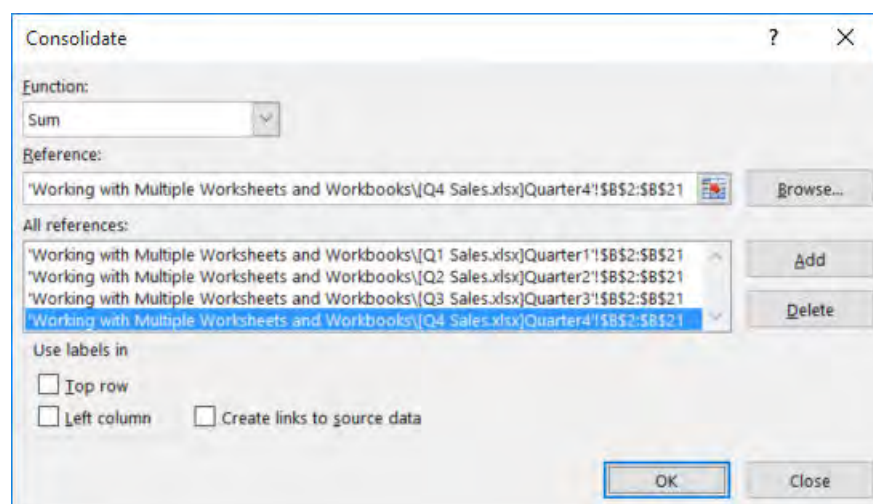 Consolidate ?
Function:
Sum
Reference:
'Working with Multiple Worksheets and Workbooks\[Q4 Sales.xlsx]Quarter4'!$B$2:$B$21 Browse...
All references:
'Working with Multiple Worksheets and Workbooks\[Q1 Sales.xlsx]Quarter1'!$B$2:$B$21 Add
'Working with Multiple Worksheets and Workbooks\[Q2 Sales.xlsx]Quarter2'!$B$2:$B$21
'Working with Multiple Worksheets and Workbooks\[Q3 Sales.xlsx]Quarter3'!$B$2:$B$21 Delete
'Working with Multiple Worksheets and Workbooks\[Q4 Sales.xlsx]Quarter4'!$B$2:$B$21
Use labels in
Top row
Left column Create links to source data
OK Close